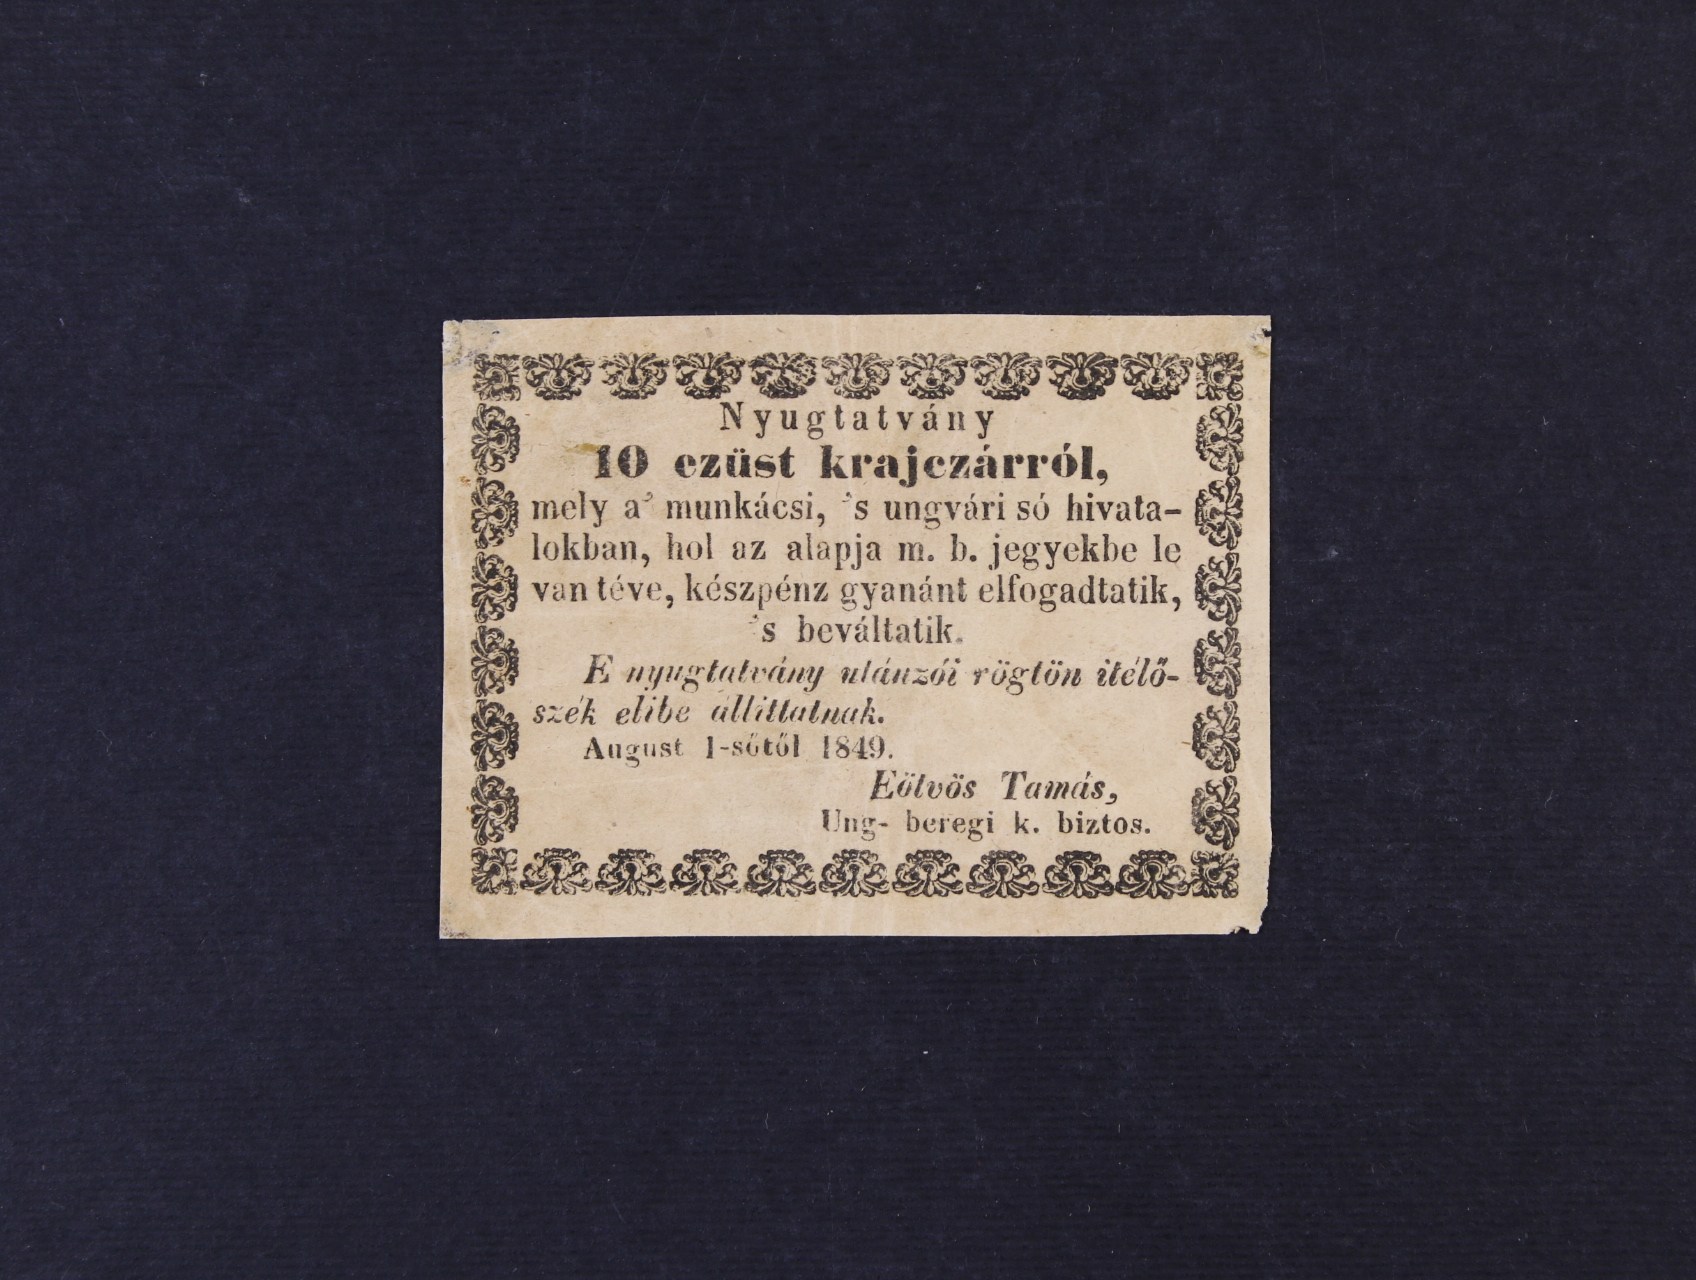 Nyugtatvány
10 ezüst krajczárról,
mely a' munkácsi, 's ungvári só hivata-
lokban, hol az alapja m. b. jegyekbe le
van téve, készpénz gyanánt elfogadtatik,
's beváltatik.
E nyugtatvány utánzói rögtön itélő-
szék elibe állittatnak.
August 1-sőtől 1849.
Eötvös Tamás,
Ung- beregi k. biztos.